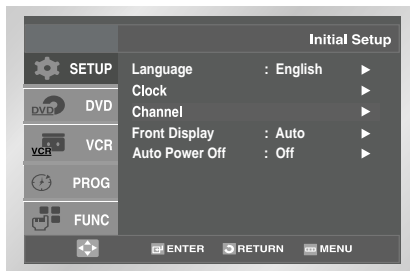 Initial Setup
SETUP
DVD DVD
VCR VCR
PROG
FUNC
Language : English ►
Clock ►
Channel ►
Front Display : Auto ►
Auto Power Off : Off ►
ENTER RETURN MENU